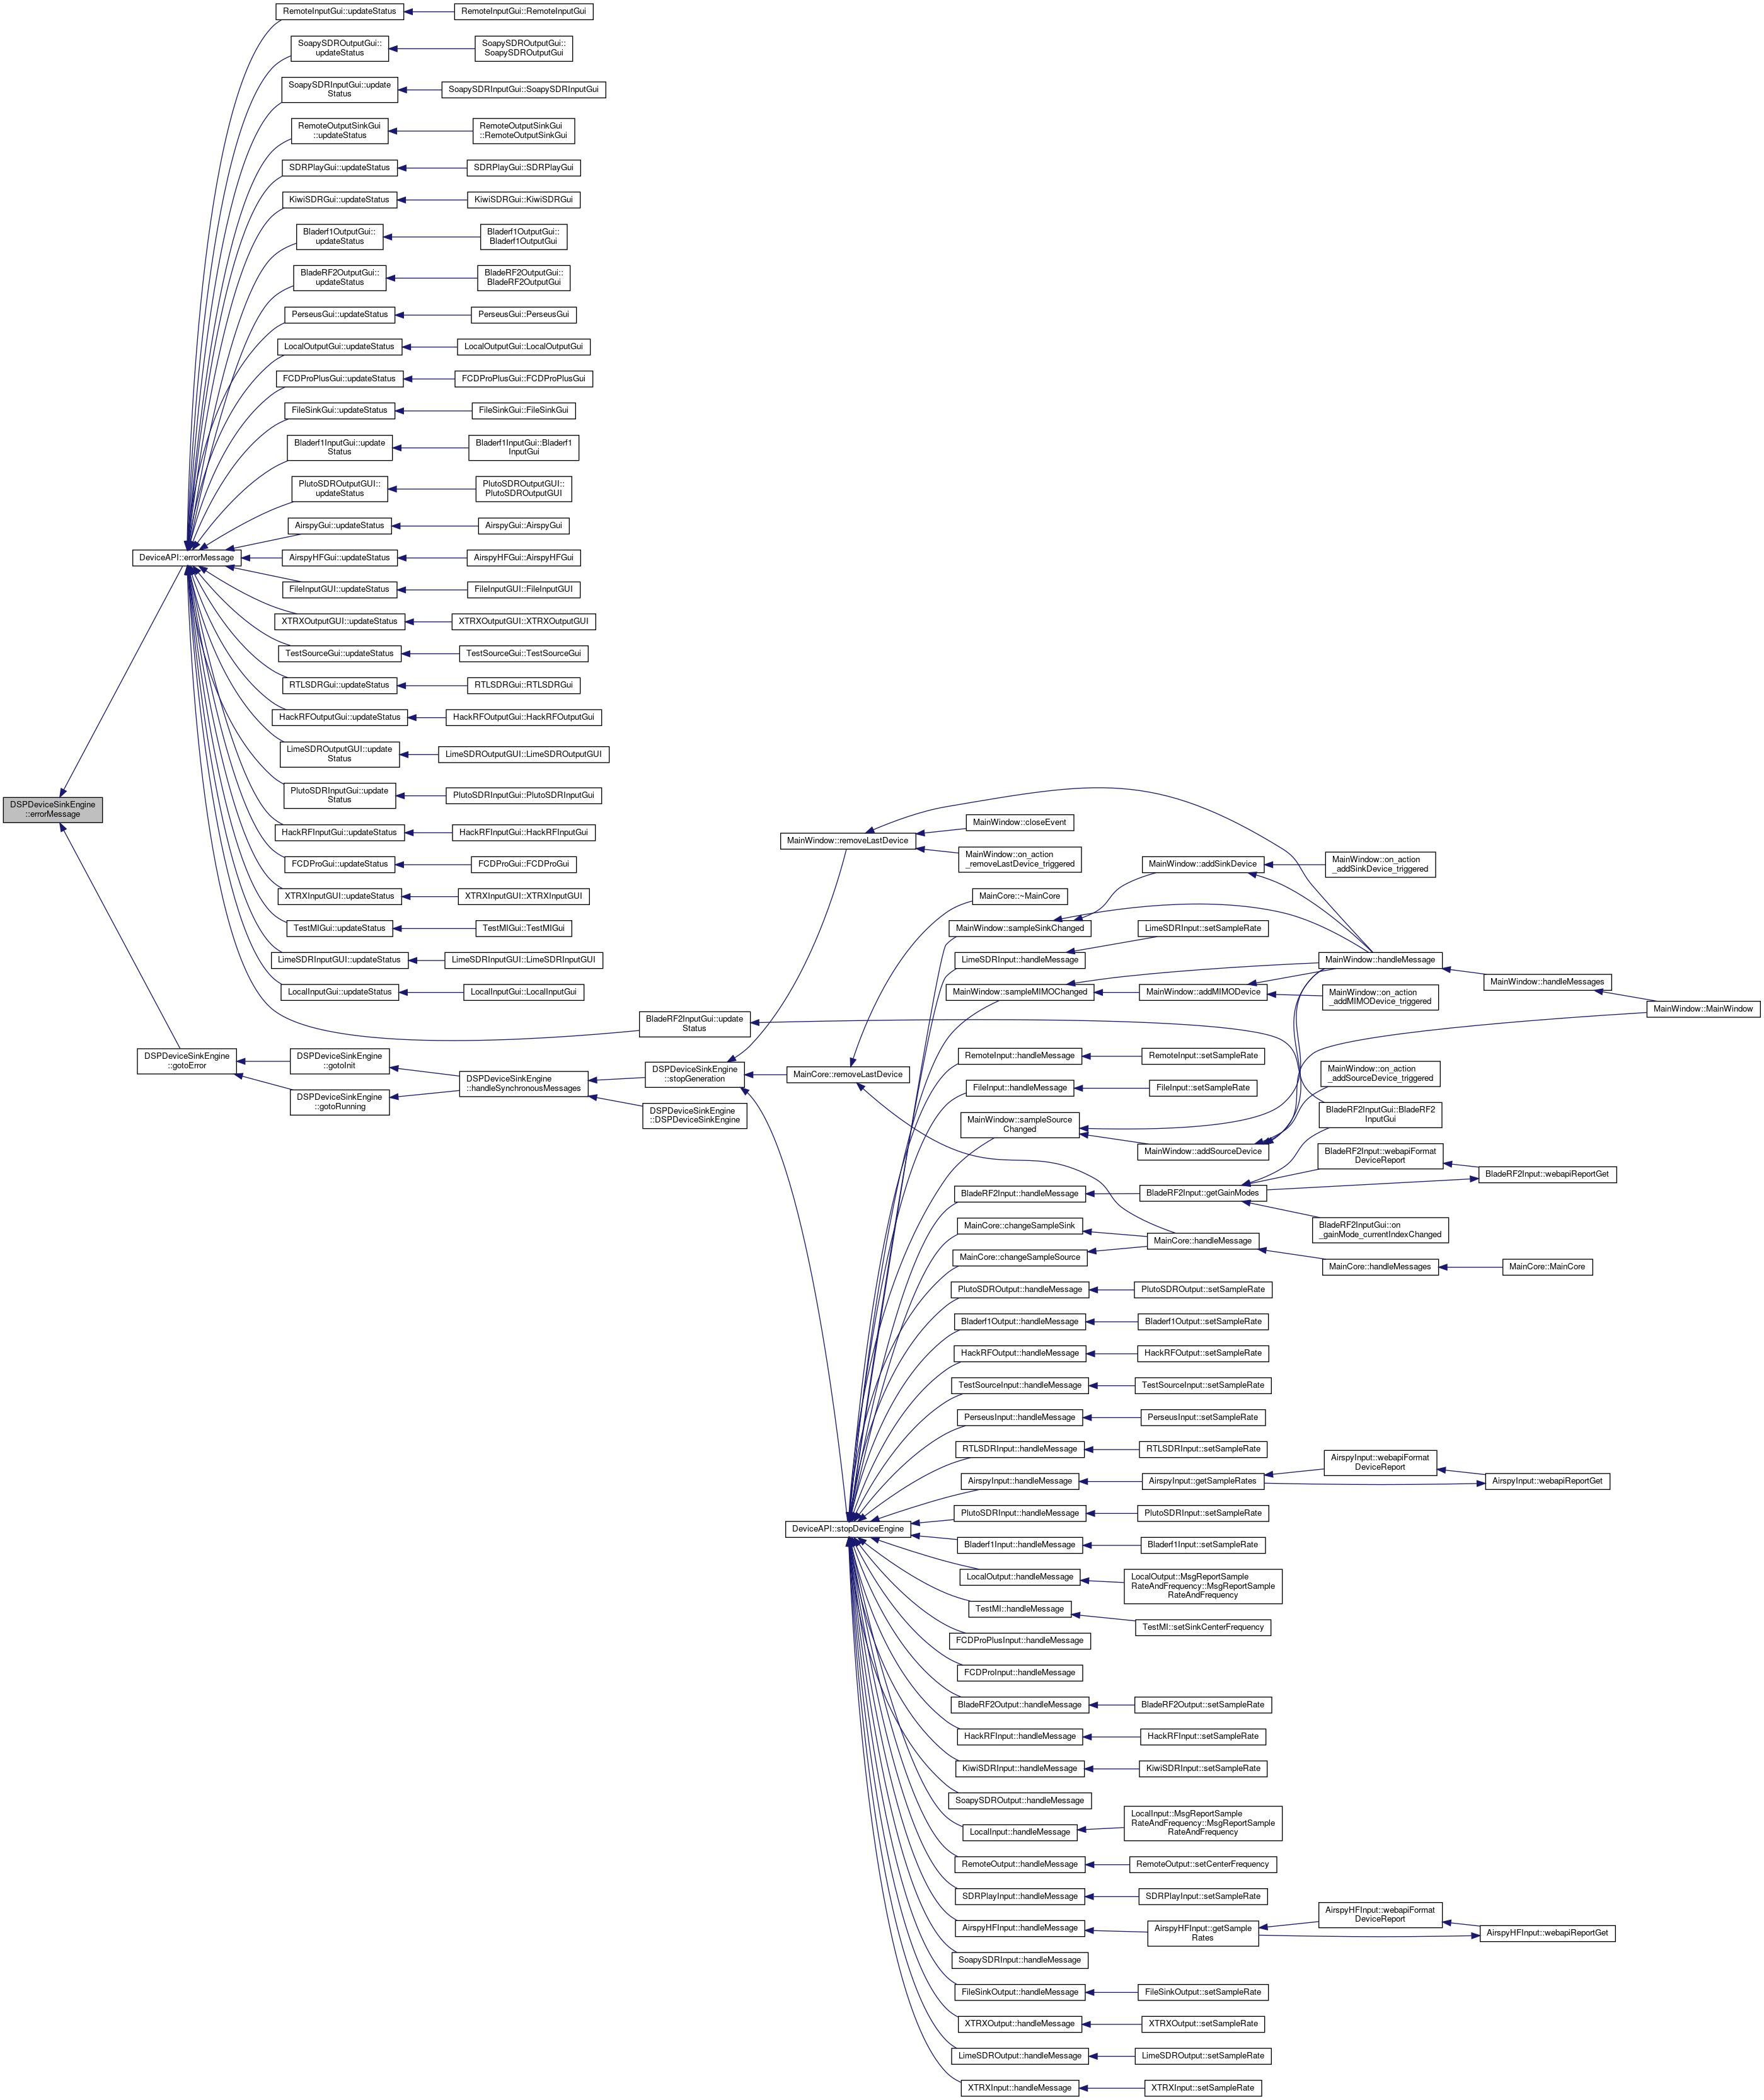 RemoteInputGui::updateStatus
RemoteInputGui::RemoteInputGui
SoapySDROutputGui::
updateStatus
SoapySDROutputGui::
SoapySDROutputGui
SoapySDRInputGui::update
Status
SoapySDRInputGui::SoapySDRInputGui
RemoteOutputSinkGui
::updateStatus
RemoteOutputSinkGui
::RemoteOutputSinkGui
SDRPlayGui::updateStatus
SDRPlayGui::SDRPlayGui
KiwiSDRGui::updateStatus
KiwiSDRGui::KiwiSDRGui
Bladerf1OutputGui::
updateStatus
Bladerf1OutputGui::
Bladerf1OutputGui
BladeRF2OutputGui::
updateStatus
BladeRF2OutputGui::
BladeRF2OutputGui
PerseusGui::updateStatus
PerseusGui::PerseusGui
LocalOutputGui::updateStatus
LocalOutputGui::LocalOutputGui
FCDProPlusGui::updateStatus
FCDProPlusGui::FCDProPlusGui
FileSinkGui::updateStatus
FileSinkGui::FileSinkGui
Bladerf1InputGui::update
Status
Bladerf1InputGui::Bladerf1
InputGui
PlutoSDROutputGUI::
updateStatus
PlutoSDROutputGUI::
PlutoSDROutputGUI
AirspyGui::updateStatus
AirspyGui::AirspyGui
DeviceAPI::errorMessage
AirspyHFGui::updateStatus
AirspyHFGui::AirspyHFGui
FileInputGUI::updateStatus
FileInputGUI::FileInputGUI
XTRXOutputGUI::updateStatus
XTRXOutputGUI::XTRXOutputGUI
TestSourceGui::updateStatus
TestSourceGui::TestSourceGui
RTLSDRGui::updateStatus
RTLSDRGui::RTLSDRGui
HackRFOutputGui::updateStatus
HackRFOutputGui::HackRFOutputGui
LimeSDROutputGUI::update
Status
LimeSDROutputGUI::LimeSDROutputGUI
PlutoSDRInputGui::update
Status
PlutoSDRInputGui::PlutoSDRInputGui
DSPDeviceSinkEngine
::errorMessage
HackRFInputGui::updateStatus
HackRFInputGui::HackRFInputGui
FCDProGui::updateStatus
FCDProGui::FCDProGui
XTRXInputGUI::updateStatus
XTRXInputGUI::XTRXInputGUI
TestMIGui::updateStatus
TestMIGui::TestMIGui
LimeSDRInputGUI::updateStatus
LimeSDRInputGUI::LimeSDRInputGUI
LocalInputGui::updateStatus
LocalInputGui::LocalInputGui
BladeRF2InputGui::update
Status
DSPDeviceSinkEngine
::gotoError
DSPDeviceSinkEngine
::gotoInit
DSPDeviceSinkEngine
::gotoRunning
DSPDeviceSinkEngine
::handleSynchronousMessages
DSPDeviceSinkEngine
::stopGeneration
DSPDeviceSinkEngine
::DSPDeviceSinkEngine
MainWindow::removeLastDevice
MainWindow::closeEvent
MainWindow::on_action
_removeLastDevice_triggered
MainCore::removeLastDevice
MainCore::~MainCore
MainWindow::sampleSinkChanged
MainWindow::addSinkDevice
MainWindow::on_action
_addSinkDevice_triggered
LimeSDRInput::handleMessage
LimeSDRInput::setSampleRate
MainWindow::sampleMIMOChanged
MainWindow::addMIMODevice
MainWindow::handleMessage
MainWindow::on_action
_addMIMODevice_triggered
MainWindow::handleMessages
MainWindow::MainWindow
RemoteInput::handleMessage
RemoteInput::setSampleRate
FileInput::handleMessage
FileInput::setSampleRate
MainWindow::sampleSource
Changed
MainWindow::addSourceDevice
MainWindow::on_action
_addSourceDevice_triggered
BladeRF2InputGui::BladeRF2
InputGui
BladeRF2Input::handleMessage
BladeRF2Input::getGainModes
BladeRF2Input::webapiFormat
DeviceReport
BladeRF2Input::webapiReportGet
BladeRF2InputGui::on
_gainMode_currentIndexChanged
MainCore::changeSampleSink
MainCore::changeSampleSource
MainCore::handleMessage
MainCore::handleMessages
MainCore::MainCore
PlutoSDROutput::handleMessage
PlutoSDROutput::setSampleRate
Bladerf1Output::handleMessage
Bladerf1Output::setSampleRate
HackRFOutput::handleMessage
HackRFOutput::setSampleRate
TestSourceInput::handleMessage
TestSourceInput::setSampleRate
PerseusInput::handleMessage
PerseusInput::setSampleRate
RTLSDRInput::handleMessage
RTLSDRInput::setSampleRate
AirspyInput::handleMessage
AirspyInput::getSampleRates
AirspyInput::webapiFormat
DeviceReport
AirspyInput::webapiReportGet
DeviceAPI::stopDeviceEngine
PlutoSDRInput::handleMessage
PlutoSDRInput::setSampleRate
Bladerf1Input::handleMessage
Bladerf1Input::setSampleRate
LocalOutput::handleMessage
LocalOutput::MsgReportSample
RateAndFrequency::MsgReportSample
RateAndFrequency
TestMI::handleMessage
TestMI::setSinkCenterFrequency
FCDProPlusInput::handleMessage
FCDProInput::handleMessage
BladeRF2Output::handleMessage
BladeRF2Output::setSampleRate
HackRFInput::handleMessage
HackRFInput::setSampleRate
KiwiSDRInput::handleMessage
KiwiSDRInput::setSampleRate
SoapySDROutput::handleMessage
LocalInput::handleMessage
LocalInput::MsgReportSample
RateAndFrequency::MsgReportSample
RateAndFrequency
RemoteOutput::handleMessage
RemoteOutput::setCenterFrequency
SDRPlayInput::handleMessage
SDRPlayInput::setSampleRate
AirspyHFInput::handleMessage
AirspyHFInput::getSample
Rates
AirspyHFInput::webapiFormat
DeviceReport
AirspyHFInput::webapiReportGet
SoapySDRInput::handleMessage
FileSinkOutput::handleMessage
FileSinkOutput::setSampleRate
XTRXOutput::handleMessage
XTRXOutput::setSampleRate
LimeSDROutput::handleMessage
LimeSDROutput::setSampleRate
XTRXInput::handleMessage
XTRXInput::setSampleRate